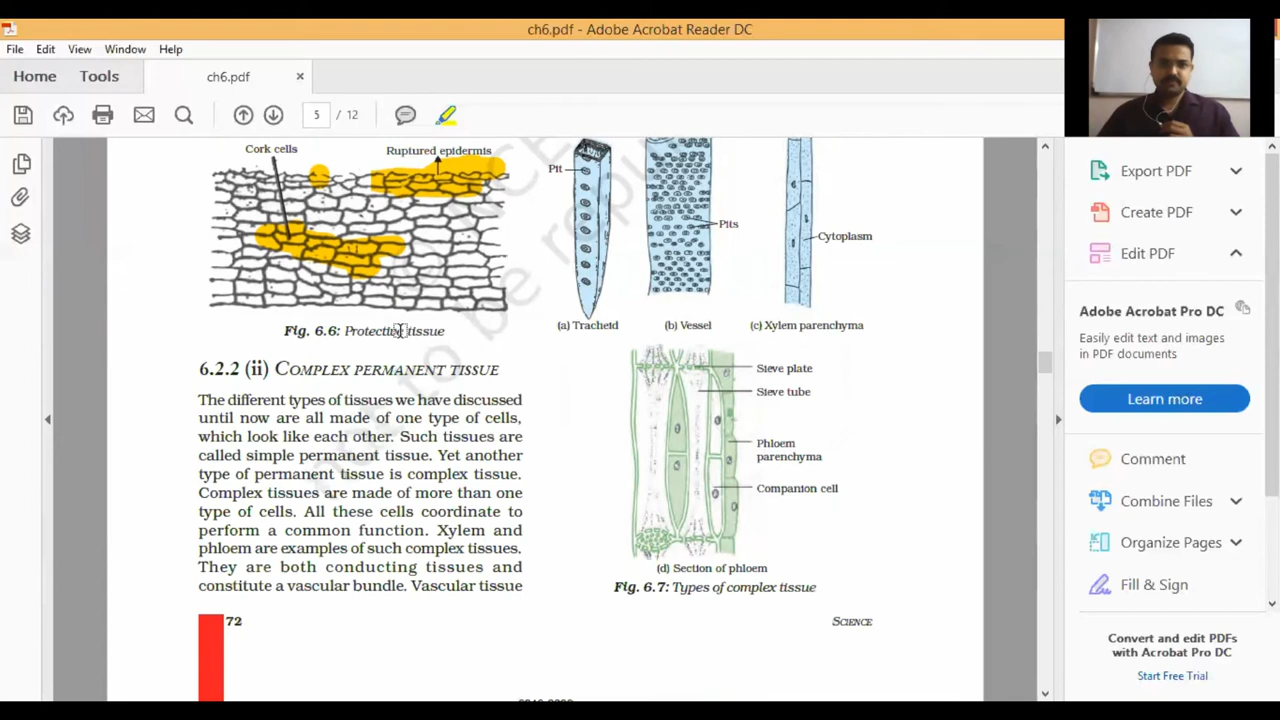 ch6.pdf - Adobe Acrobat Reader DC
File Edit View Window Help
Home Tools ch6.pdf ×
5 / 12
Cork cells
Ruptured epidermis
Fig. 6.6: Protective tissue
6.2.2 (ii) COMPLEX PERMANENT TISSUE
The different types of tissues we have discussed
until now are all made of one type of cells,
which look like each other. Such tissues are
called simple permanent tissue. Yet another
type of permanent tissue is complex tissue.
Complex tissues are made of more than one
type of cells. All these cells coordinate to
perform a common function. Xylem and
phloem are examples of such complex tissues.
They are both conducting tissues and
constitute a vascular bundle. Vascular tissue
72
Pit
Pits
Cytoplasm
(a) Tracheid (b) Vessel (c) Xylem parenchyma
Sieve plate
Sieve tube
Phloem
parenchyma
Companion cell
(d) Section of phloem
Fig. 6.7: Types of complex tissue
SCIENCE
not to be
Export PDF
Create PDF
Edit PDF
Adobe Acrobat Pro DC
Easily edit text and images
in PDF documents
Learn more
Comment
Combine Files
Organize Pages
Fill & Sign
Convert and edit PDFs
with Acrobat Pro DC
Start Free Trial